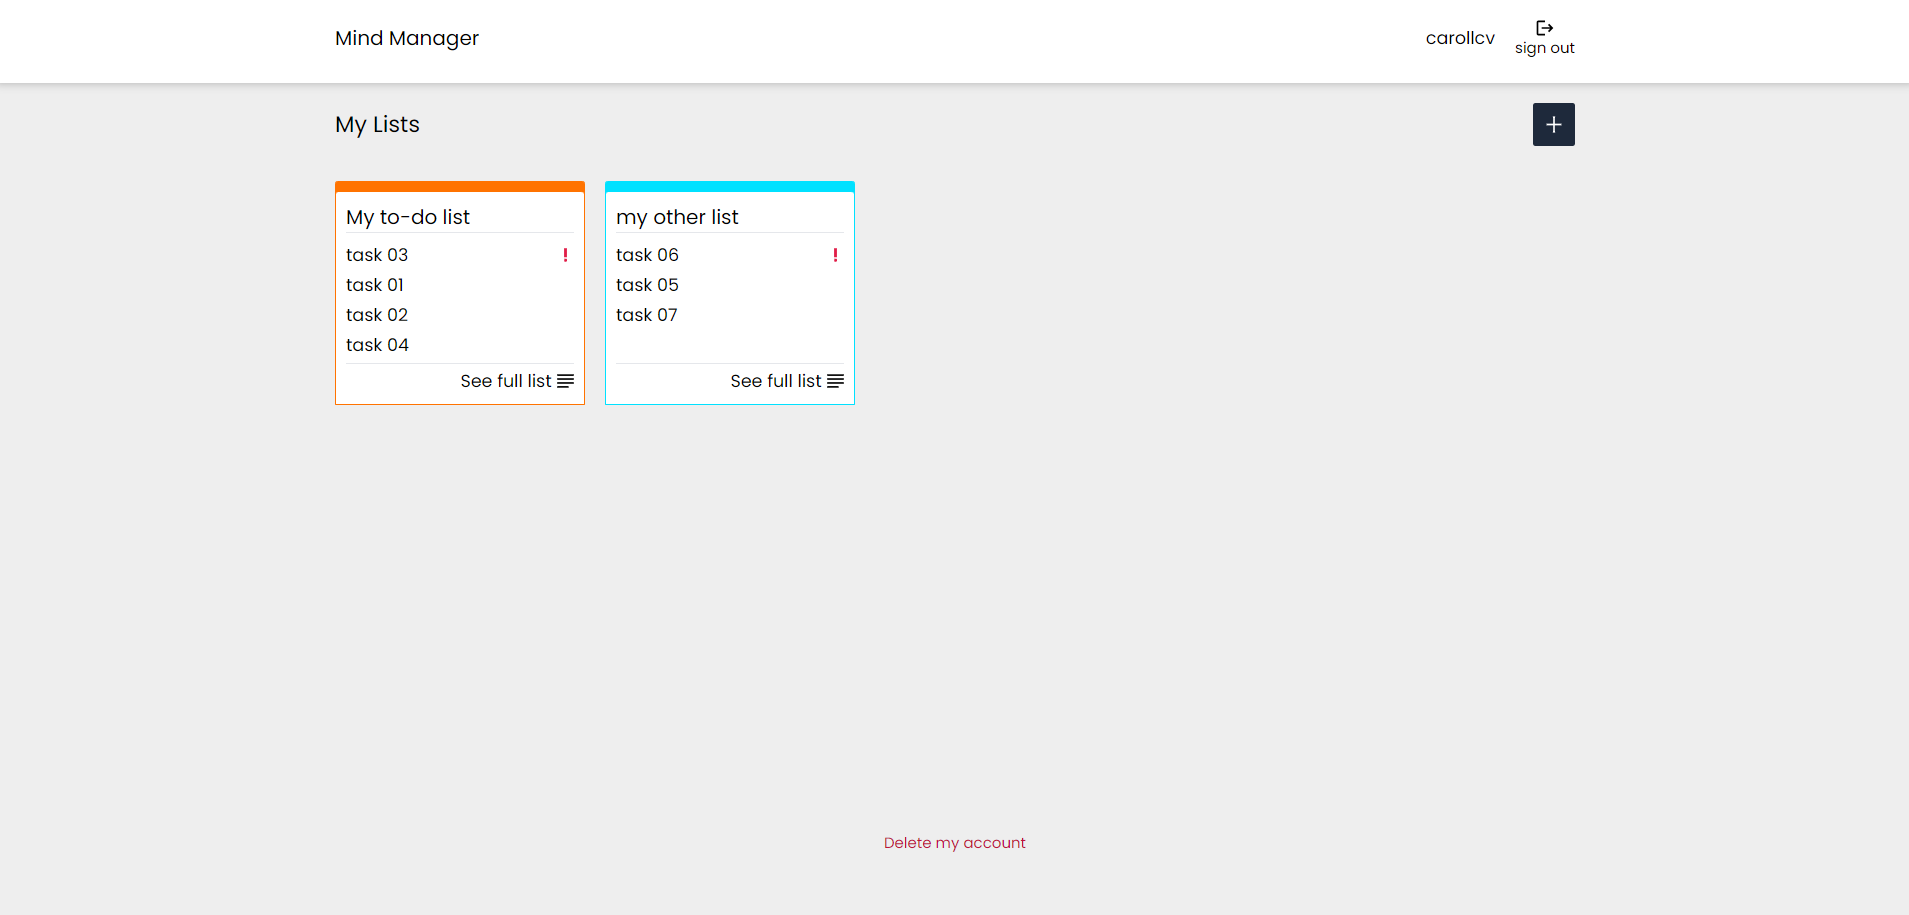 Mind Manager
carollcv
sign out
My Lists
My to-do list
task 03 !
task 01
task 02
task 04
See full list
my other list
task 06 !
task 05
task 07
See full list
Delete my account